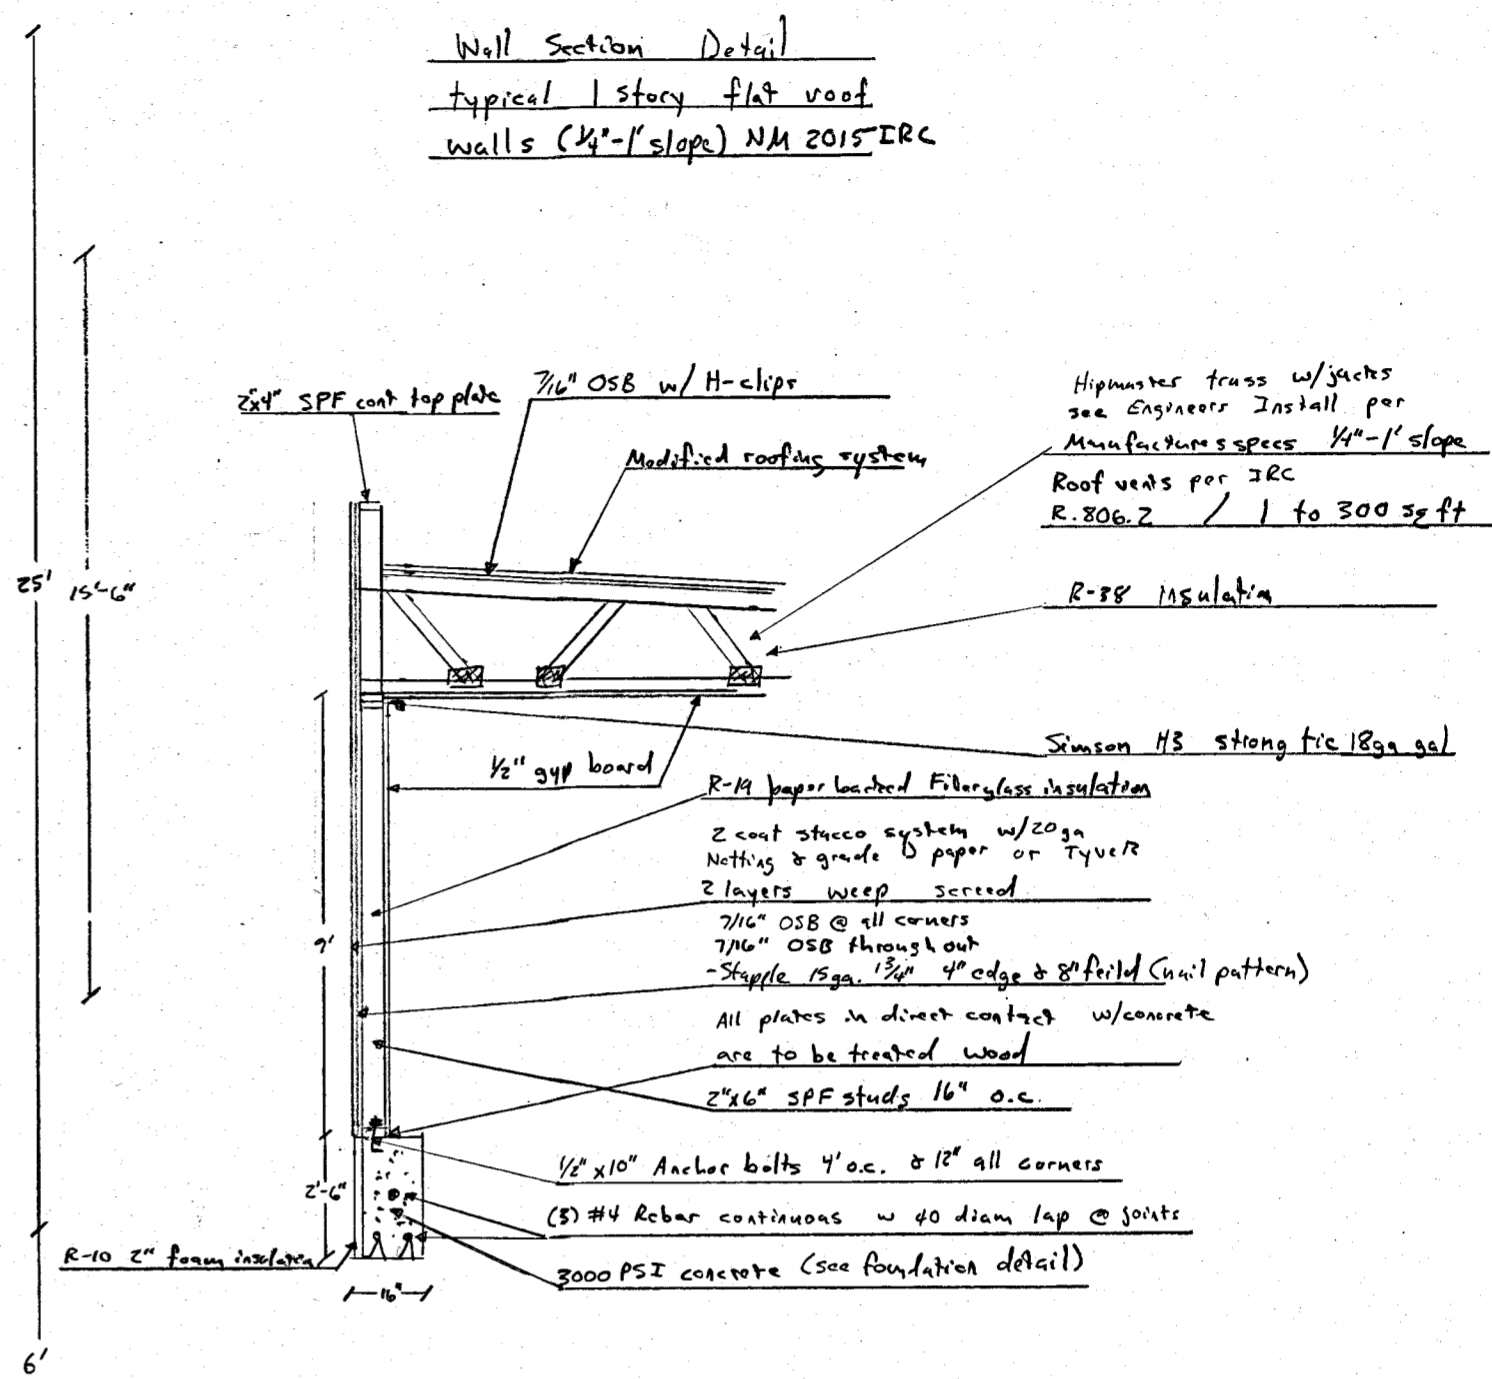 Wall Section Detail
typical 1 story flat roof
walls (1/4"-1' slope) NM 2015 IRC
2"x4" SPF cont top plate
7/16" OSB w/ H-clips
Modified roofing system
Hipmaster truss w/jacks
see Engineers Install per
Manufactures specs 1/4"-1' slope
Roof vents per IRC
R.806.2 / 1 to 300 sq ft
25'
15'-6"
R-38 insulation
Simson H3 strong tie 18ga gal
1/2" gyp board
R-19 paper backed Fiberglass insulation
2 coat stucco system w/20ga
Netting & grade D paper or TyveK
2 layers weep screed
7/16" OSB @ all corners
9'
7/16" OSB through out
-Stapple 15ga. 1 3/4" 4" edge & 8" feild (nail pattern)
All plates in direct contact w/concrete
are to be treated wood
2"x6" SPF studs 16" o.c.
1/2" x10" Anchor bolts 4' o.c. & 12" all corners
2'-6"
(3) #4 Rebar continuous w 40 diam lap @ joints
R-10 2" foam insulation
3000 PSI concrete (see foundation detail)
16"
6'